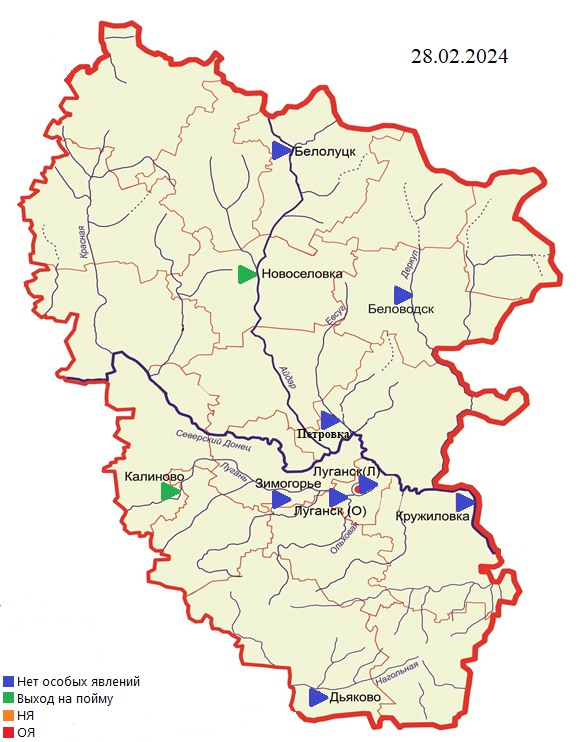 28.02.2024
Белолуцк
Красная
Деркул
Новоселовка
Беловодск
Евсуг
Айдар
Петровка
Северский Донец
Лугань
Калиново
Зимогорье
Луганск(Л)
Луганск (О)
Кружиловка
Ольховая
Нагольная
Дьяково
Нет особых явлений
Выход на пойму
НЯ
ОЯ